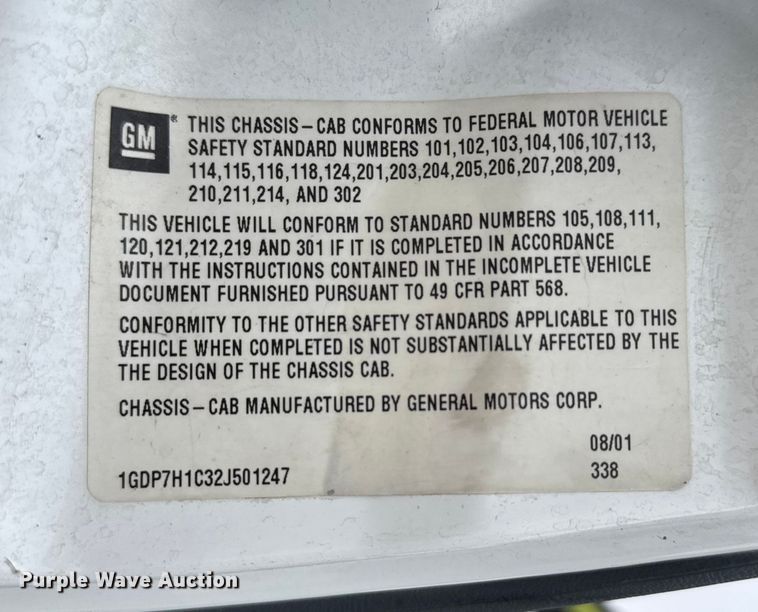 GM® THIS CHASSIS–CAB CONFORMS TO FEDERAL MOTOR VEHICLE
SAFETY STANDARD NUMBERS 101,102,103,104,106,107,113,
114,115,116,118,124,201,203,204,205,206,207,208,209,
210,211,214, AND 302
THIS VEHICLE WILL CONFORM TO STANDARD NUMBERS 105,108,111,
120,121,212,219 AND 301 IF IT IS COMPLETED IN ACCORDANCE
WITH THE INSTRUCTIONS CONTAINED IN THE INCOMPLETE VEHICLE
DOCUMENT FURNISHED PURSUANT TO 49 CFR PART 568.
CONFORMITY TO THE OTHER SAFETY STANDARDS APPLICABLE TO THIS
VEHICLE WHEN COMPLETED IS NOT SUBSTANTIALLY AFFECTED BY THE
THE DESIGN OF THE CHASSIS CAB.
CHASSIS–CAB MANUFACTURED BY GENERAL MOTORS CORP.
08/01
1GDP7H1C32J501247 338
Purple Wave Auction